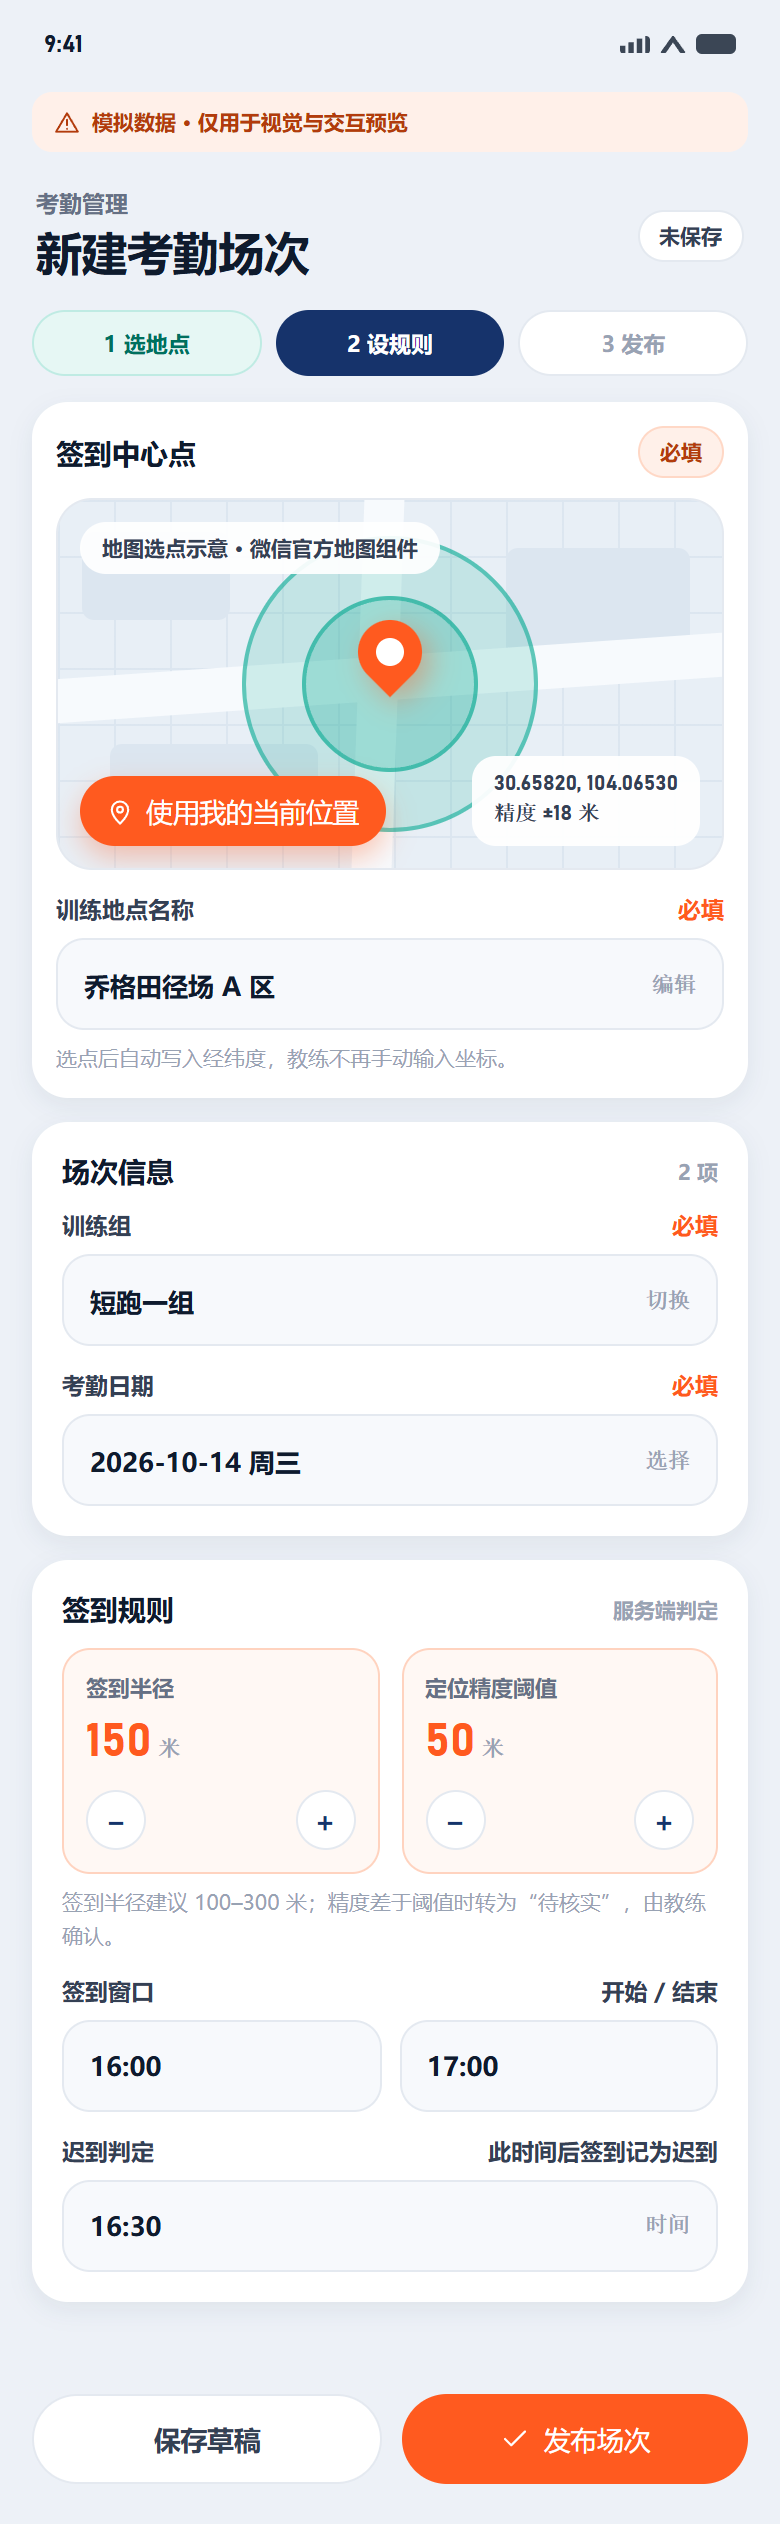 9:41
模拟数据 • 仅用于视觉与交互预览
考勤管理
新建考勤场次
未保存
1 选地点
2 设规则
3 发布
签到中心点
必填
地图选点示意 • 微信官方地图组件
30.65820, 104.06530
精度 ±18 米
使用我的当前位置
训练地点名称
必填
乔格田径场 A 区
编辑
选点后自动写入经纬度，教练不再手动输入坐标。
场次信息
2 项
训练组
必填
短跑一组
切换
考勤日期
必填
2026-10-14 周三
选择
签到规则
服务端判定
签到半径
150 米
− +
定位精度阈值
50 米
− +
签到半径建议 100–300 米；精度差于阈值时转为“待核实”，由教练
确认。
签到窗口
开始 / 结束
16:00
17:00
迟到判定
此时间后签到记为迟到
16:30
时间
保存草稿
发布场次